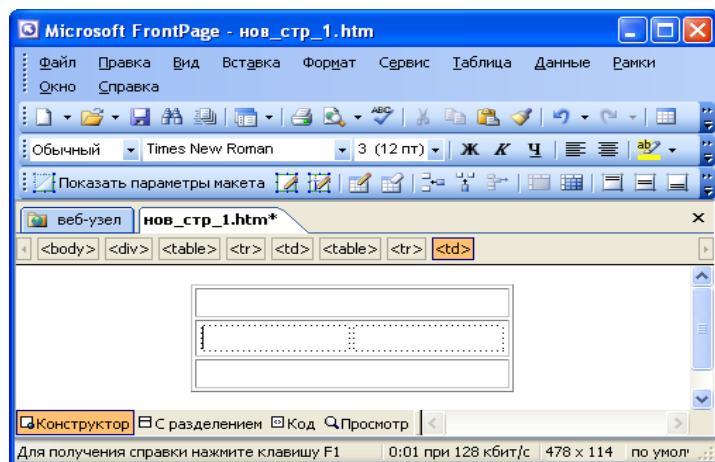 Microsoft FrontPage - нов_стр_1.htm
Файл Правка Вид Вставка Формат Сервис Таблица Данные Рамки
Окно Справка
Обычный Times New Roman 3 (12 пт) Ж К Ч ab
Показать параметры макета
веб-узел нов_стр_1.htm*
<body> <div> <table> <tr> <td> <table> <tr> <td>
Конструктор С разделением Код Просмотр
Для получения справки нажмите клавишу F1 0:01 при 128 кбит/с 478 x 114 по умолч